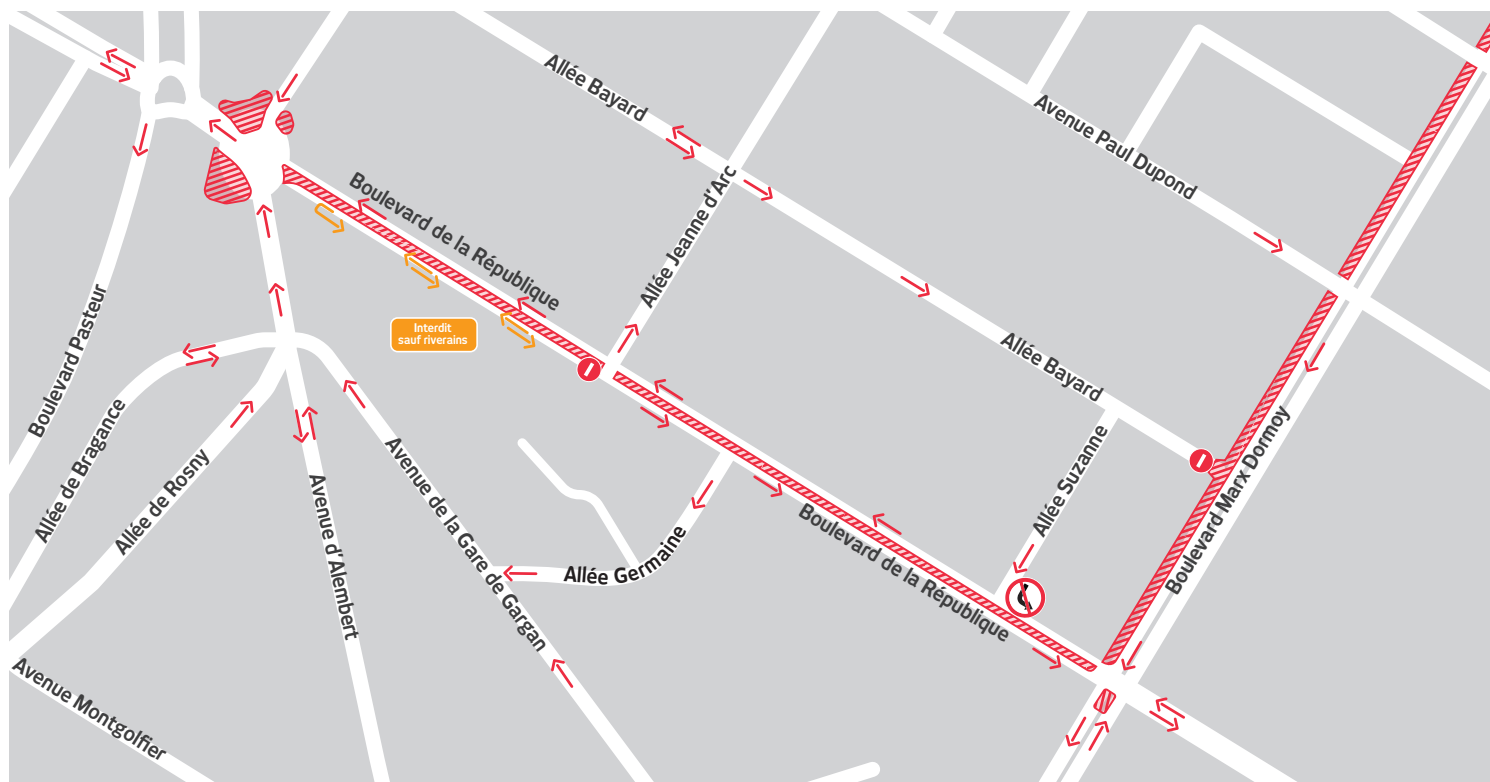 Allée Bayard
Avenue Paul Dupond
Boulevard de la République
Allée Jeanne d'Arc
Boulevard Pasteur
Interdit
sauf riverains
Allée Bayard
Allée de Bragance
Allée de Rosny
Avenue d'Alembert
Avenue de la Gare de Gargan
Allée Suzanne
Boulevard Marx Dormoy
Allée Germaine
Boulevard de la République
Avenue Montgolfier